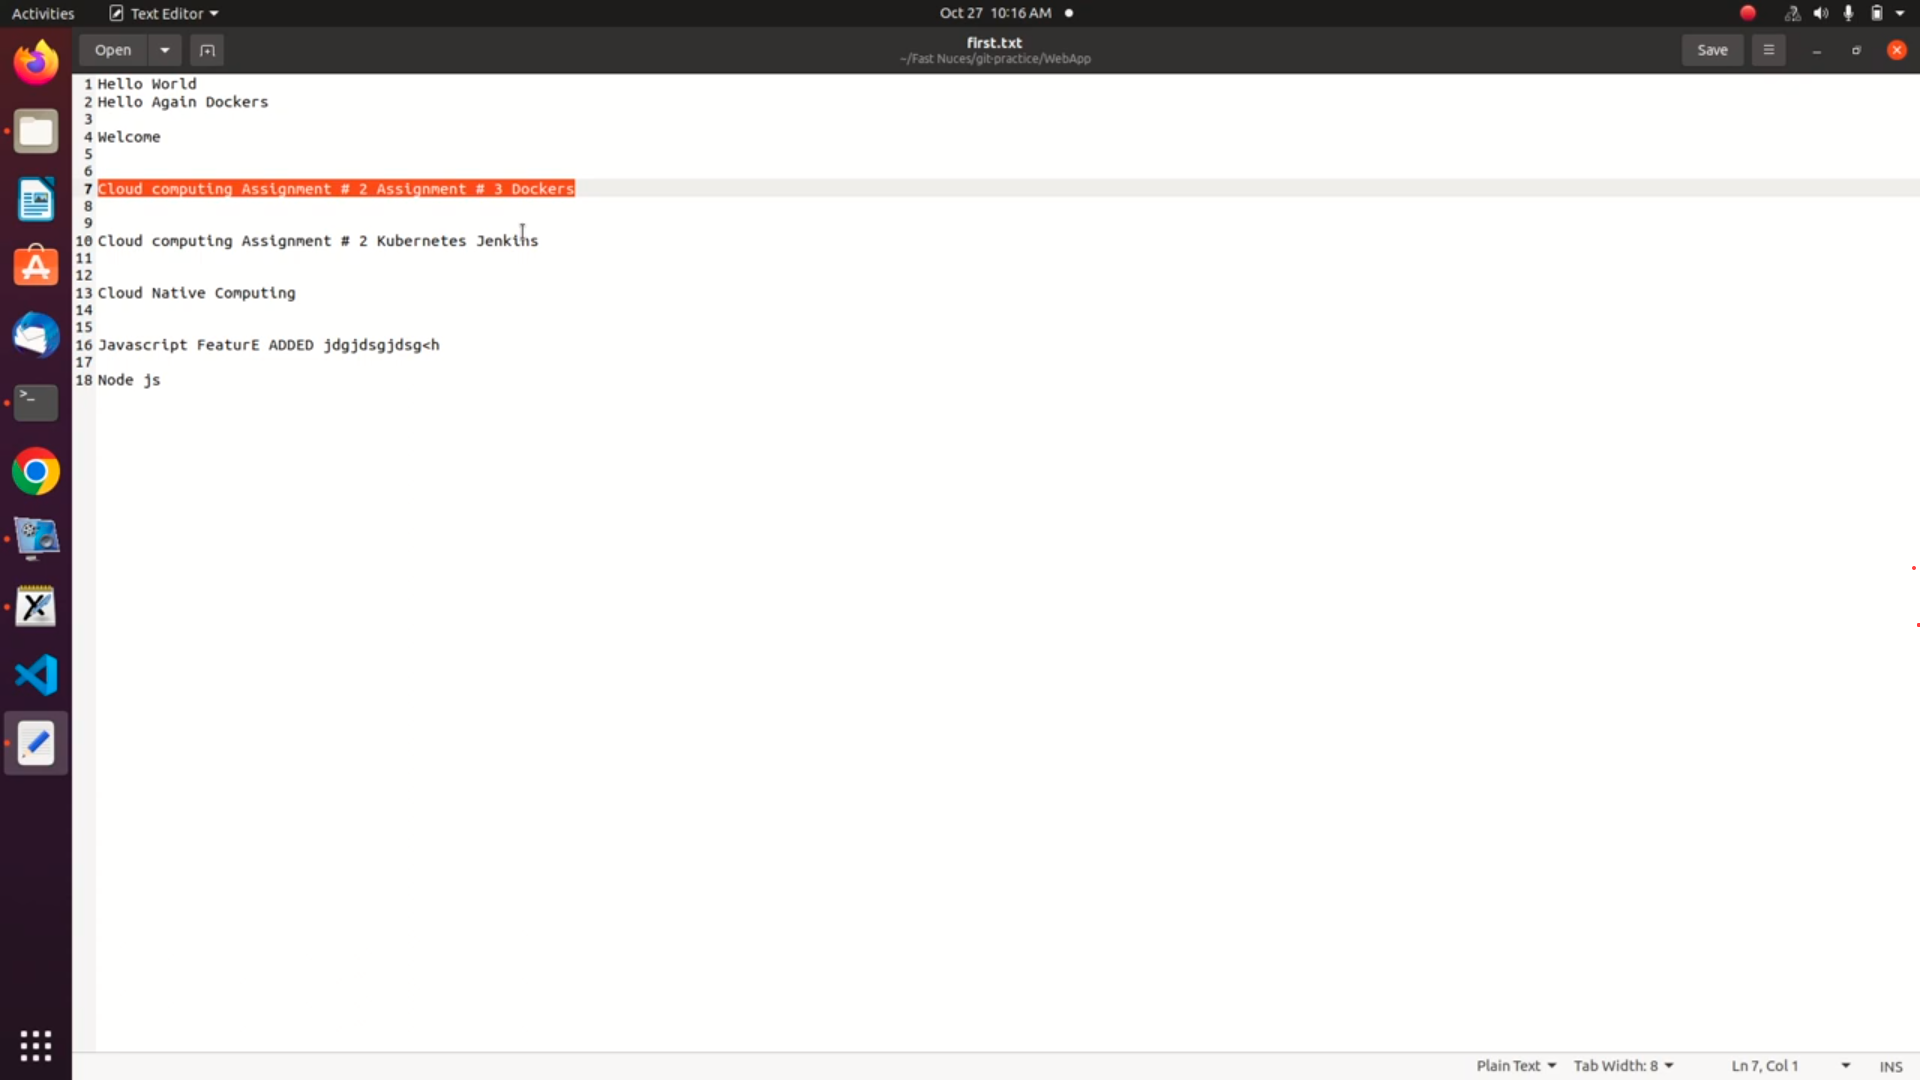 Activities Text Editor Oct 27 10:16 AM
Open first.txt Save
~/Fast Nuces/git-practice/WebApp
1 Hello World
2 Hello Again Dockers
3
4 Welcome
5
6
7 Cloud computing Assignment # 2 Assignment # 3 Dockers
8
9
10 Cloud computing Assignment # 2 Kubernetes Jenkins
11
12
13 Cloud Native Computing
14
15
16 Javascript FeaturE ADDED jdgjdsgjdsg<h
17
18 Node js
Plain Text Tab Width: 8 Ln 7, Col 1 INS